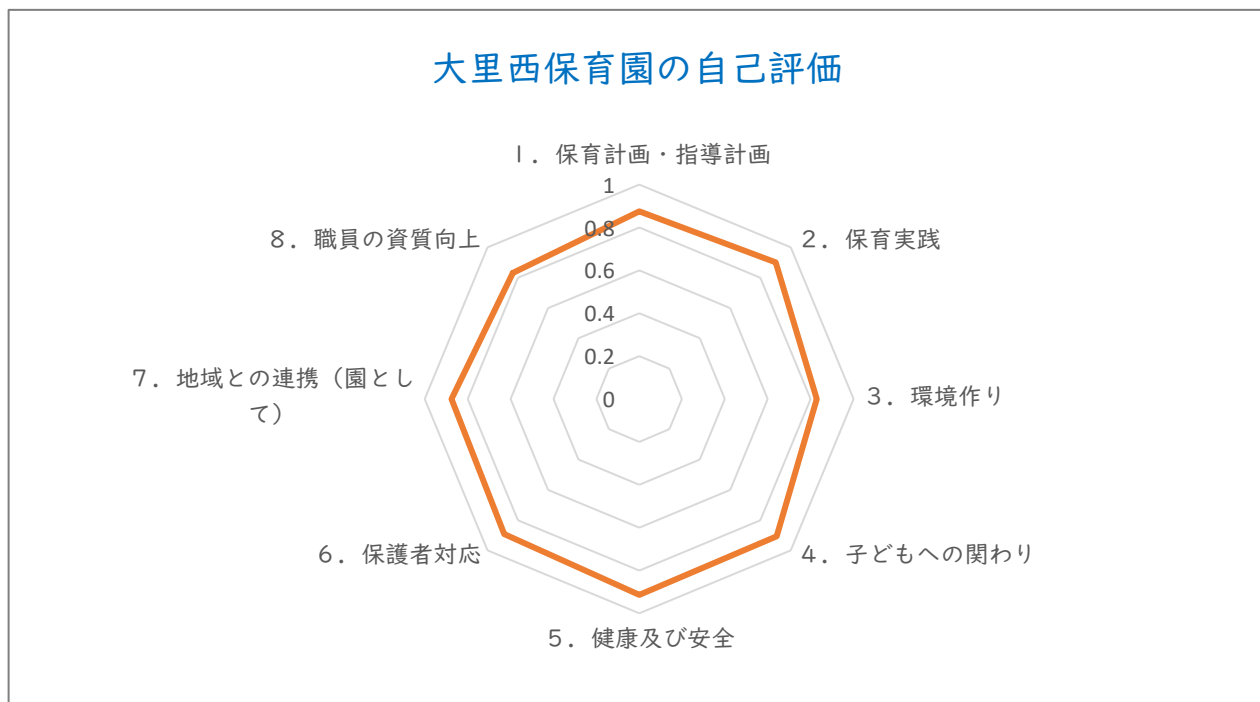 大里西保育園の自己評価
1．保育計画・指導計画
2．保育実践
3．環境作り
4．子どもへの関わり
5．健康及び安全
6．保護者対応
7．地域との連携（園とし
て）
8．職員の資質向上
1
0.8
0.6
0.4
0.2
0